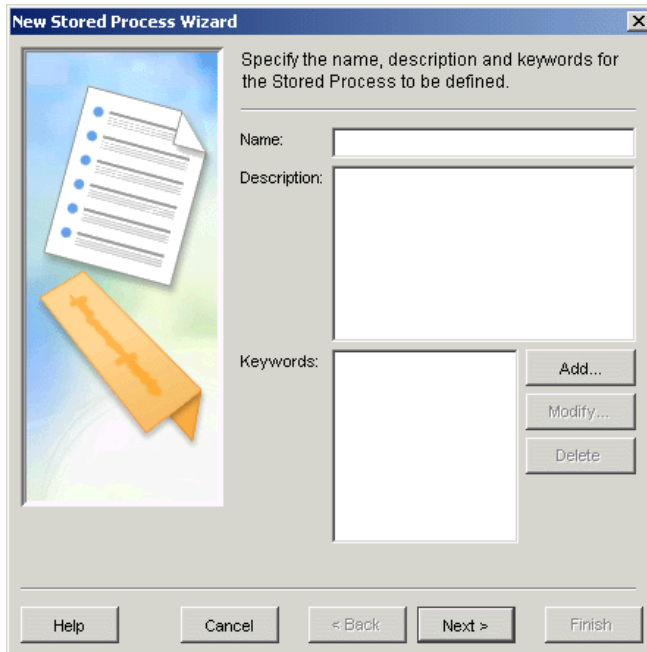 New Stored Process Wizard
Specify the name, description and keywords for
the Stored Process to be defined.
Name:
Description:
Keywords:
Add...
Modify...
Delete
Help
Cancel
< Back
Next >
Finish